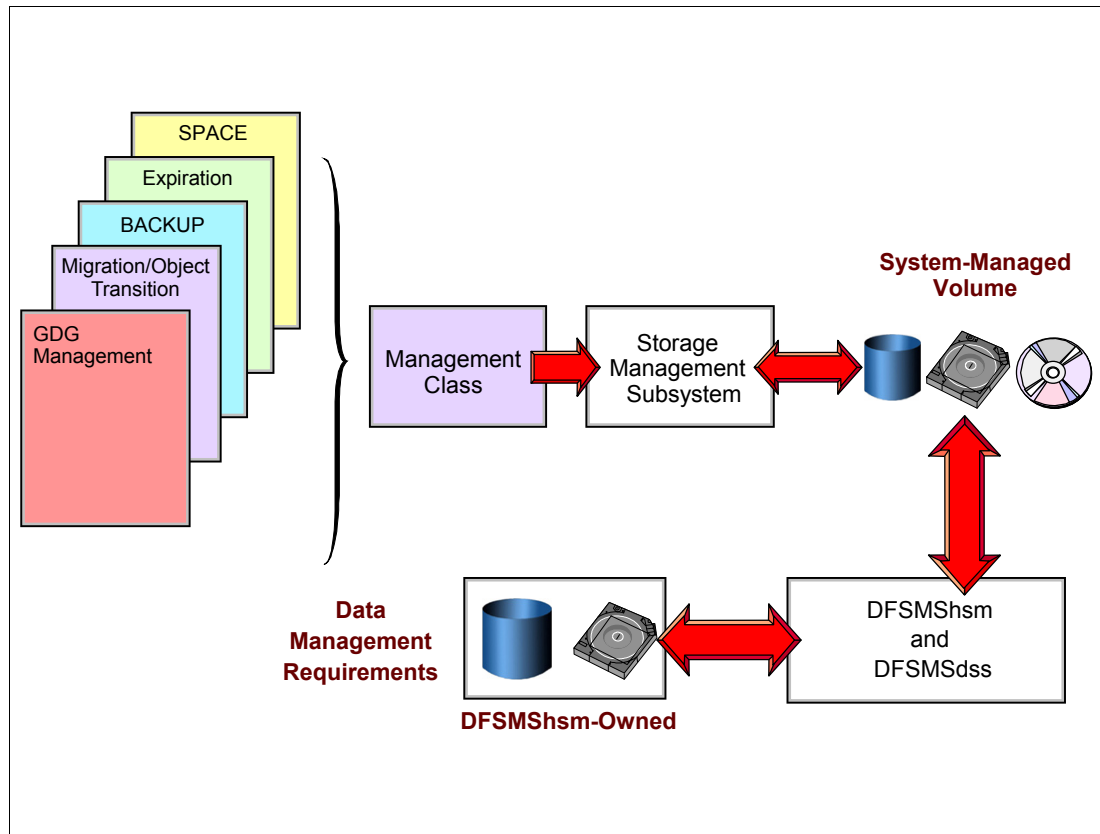 SPACE
Expiration
BACKUP
Migration/Object
Transition
GDG
Management
Management
Class
Storage
Management
Subsystem
System-Managed
Volume
Data
Management
Requirements
DFSMShsm-Owned
DFSMShsm
and
DFSMSdss